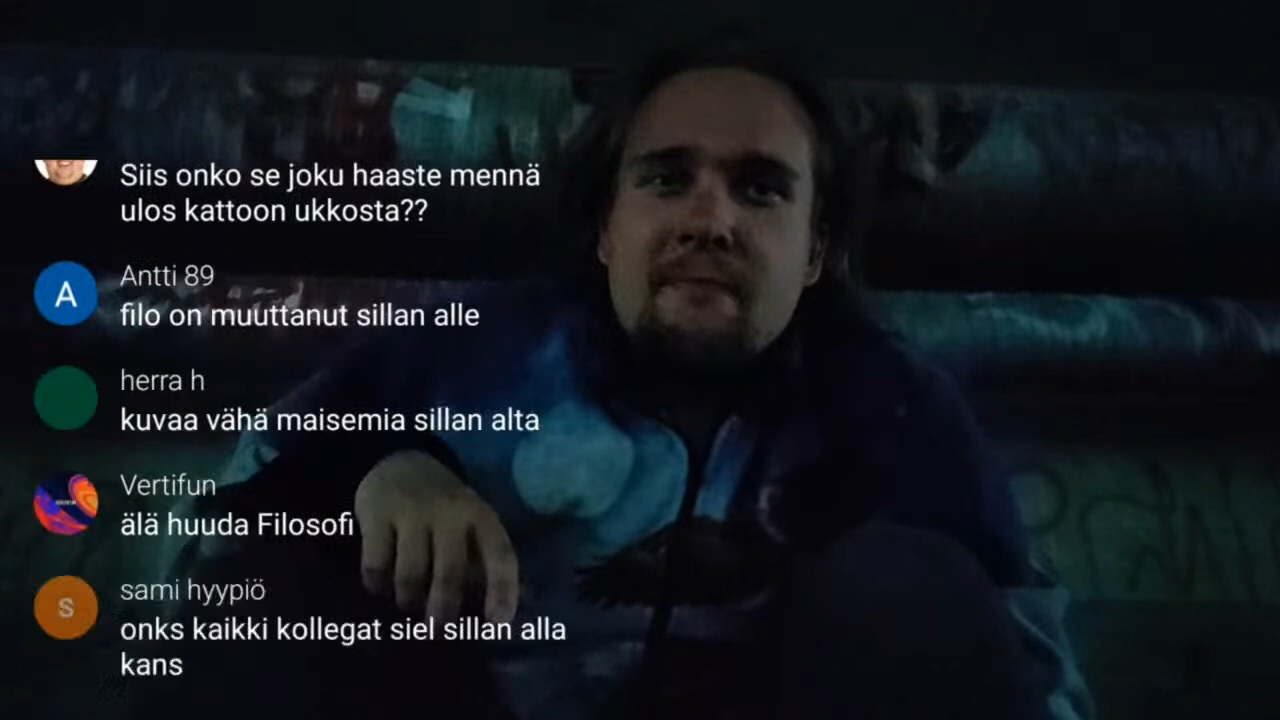 Siis onko se joku haaste mennä
ulos kattoon ukkosta??
Antti 89
A
filo on muuttanut sillan alle
herra h
kuvaa vähä maisemia sillan alta
Vertifun
älä huuda Filosofi
sami hyypiö
S
onks kaikki kollegat siel sillan alla
kans